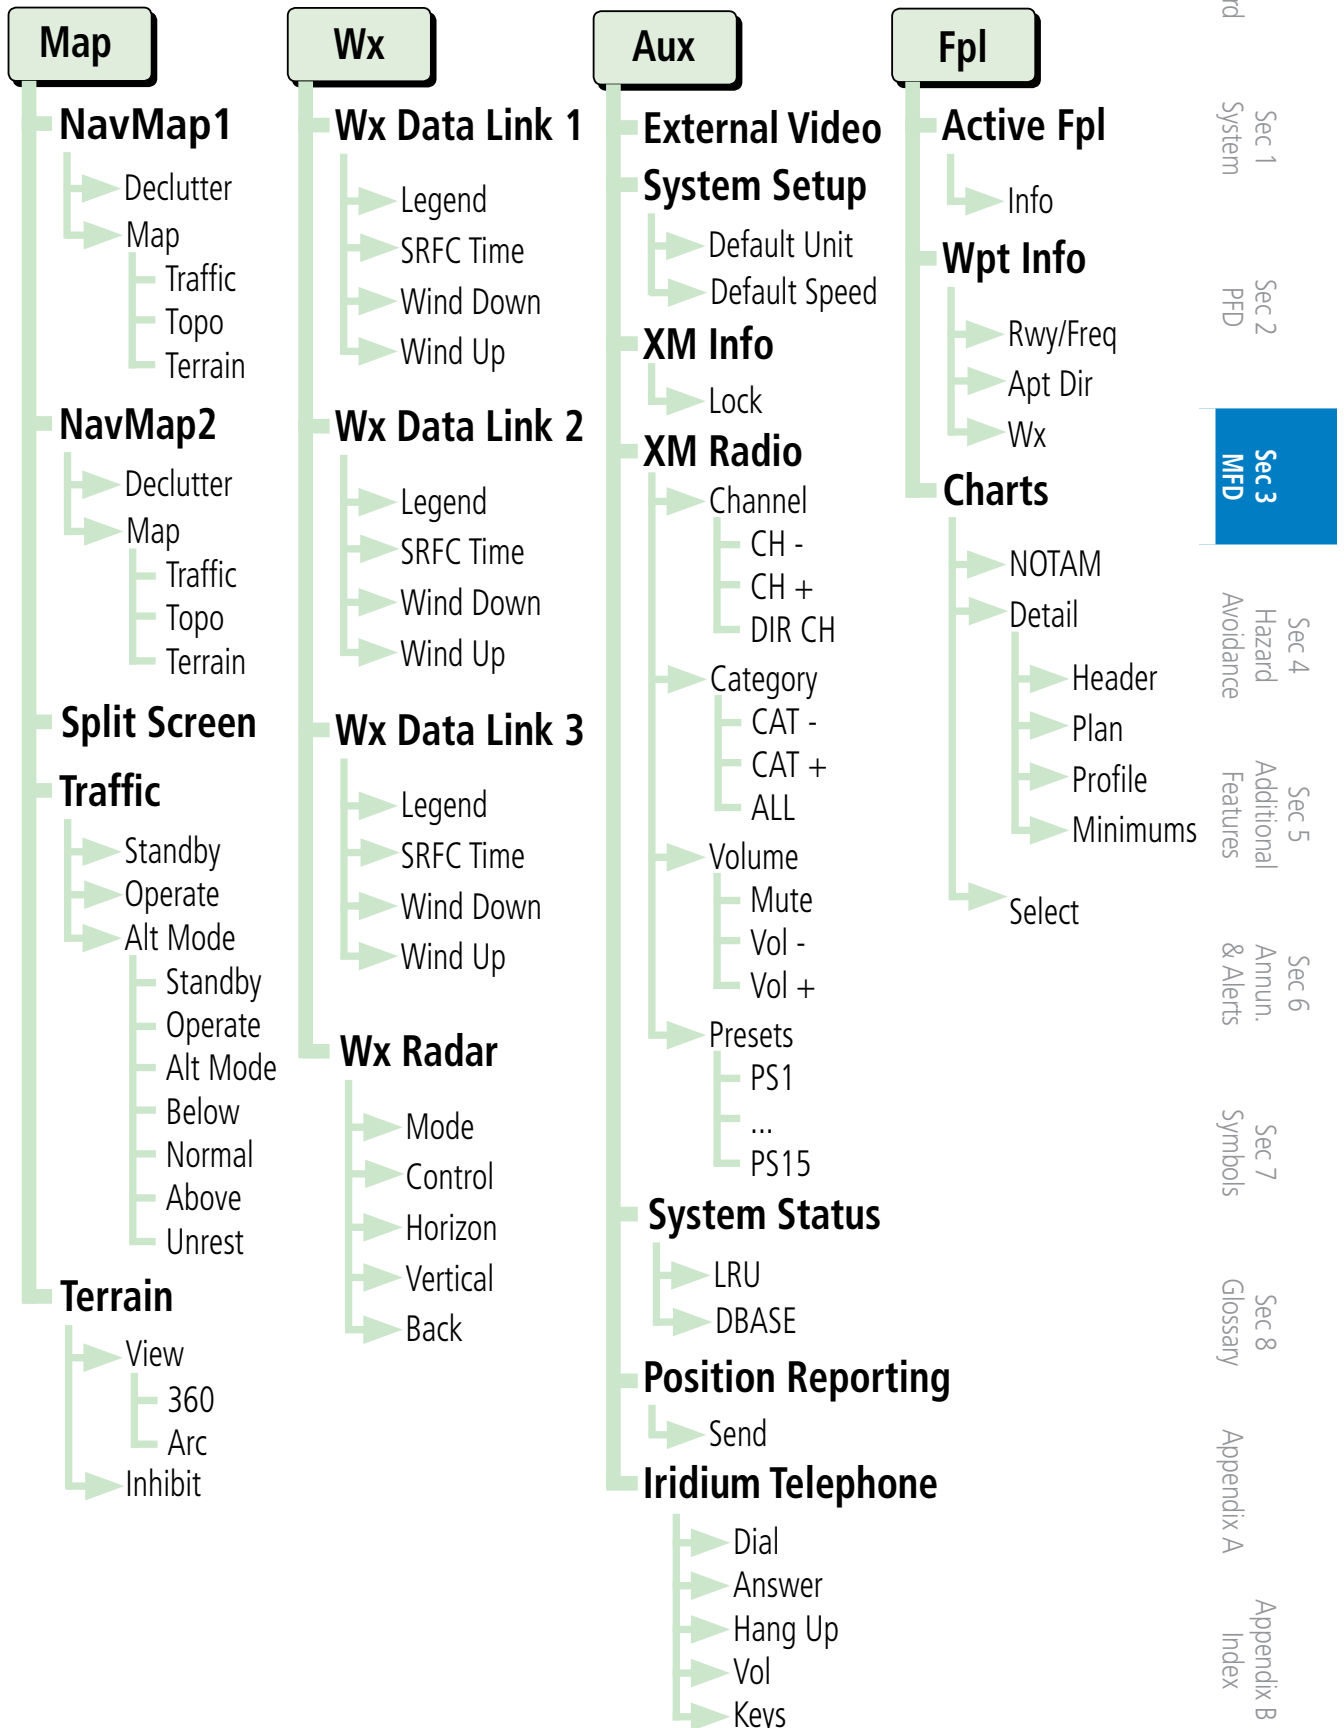 Map
NavMap1
Declutter
Map
Traffic
Topo
Terrain
NavMap2
Declutter
Map
Traffic
Topo
Terrain
Split Screen
Traffic
Standby
Operate
Alt Mode
Standby
Operate
Alt Mode
Below
Normal
Above
Unrest
Terrain
View
360
Arc
Inhibit
Wx
Wx Data Link 1
Legend
SRFC Time
Wind Down
Wind Up
Wx Data Link 2
Legend
SRFC Time
Wind Down
Wind Up
Wx Data Link 3
Legend
SRFC Time
Wind Down
Wind Up
Wx Radar
Mode
Control
Horizon
Vertical
Back
Aux
External Video
System Setup
Default Unit
Default Speed
XM Info
Lock
XM Radio
Channel
CH -
CH +
DIR CH
Category
CAT -
CAT +
ALL
Volume
Mute
Vol -
Vol +
Presets
PS1
...
PS15
System Status
LRU
DBASE
Position Reporting
Send
Iridium Telephone
Dial
Answer
Hang Up
Vol
Keys
Fpl
Active Fpl
Info
Wpt Info
Rwy/Freq
Apt Dir
Wx
Charts
NOTAM
Detail
Header
Plan
Profile
Minimums
Select
rd
Sec 1
System
Sec 2
PFD
Sec 3
MFD
Sec 4
Hazard
Avoidance
Sec 5
Additional
Features
Sec 6
Annun.
& Alerts
Sec 7
Symbols
Sec 8
Glossary
Appendix A
Appendix B
Index